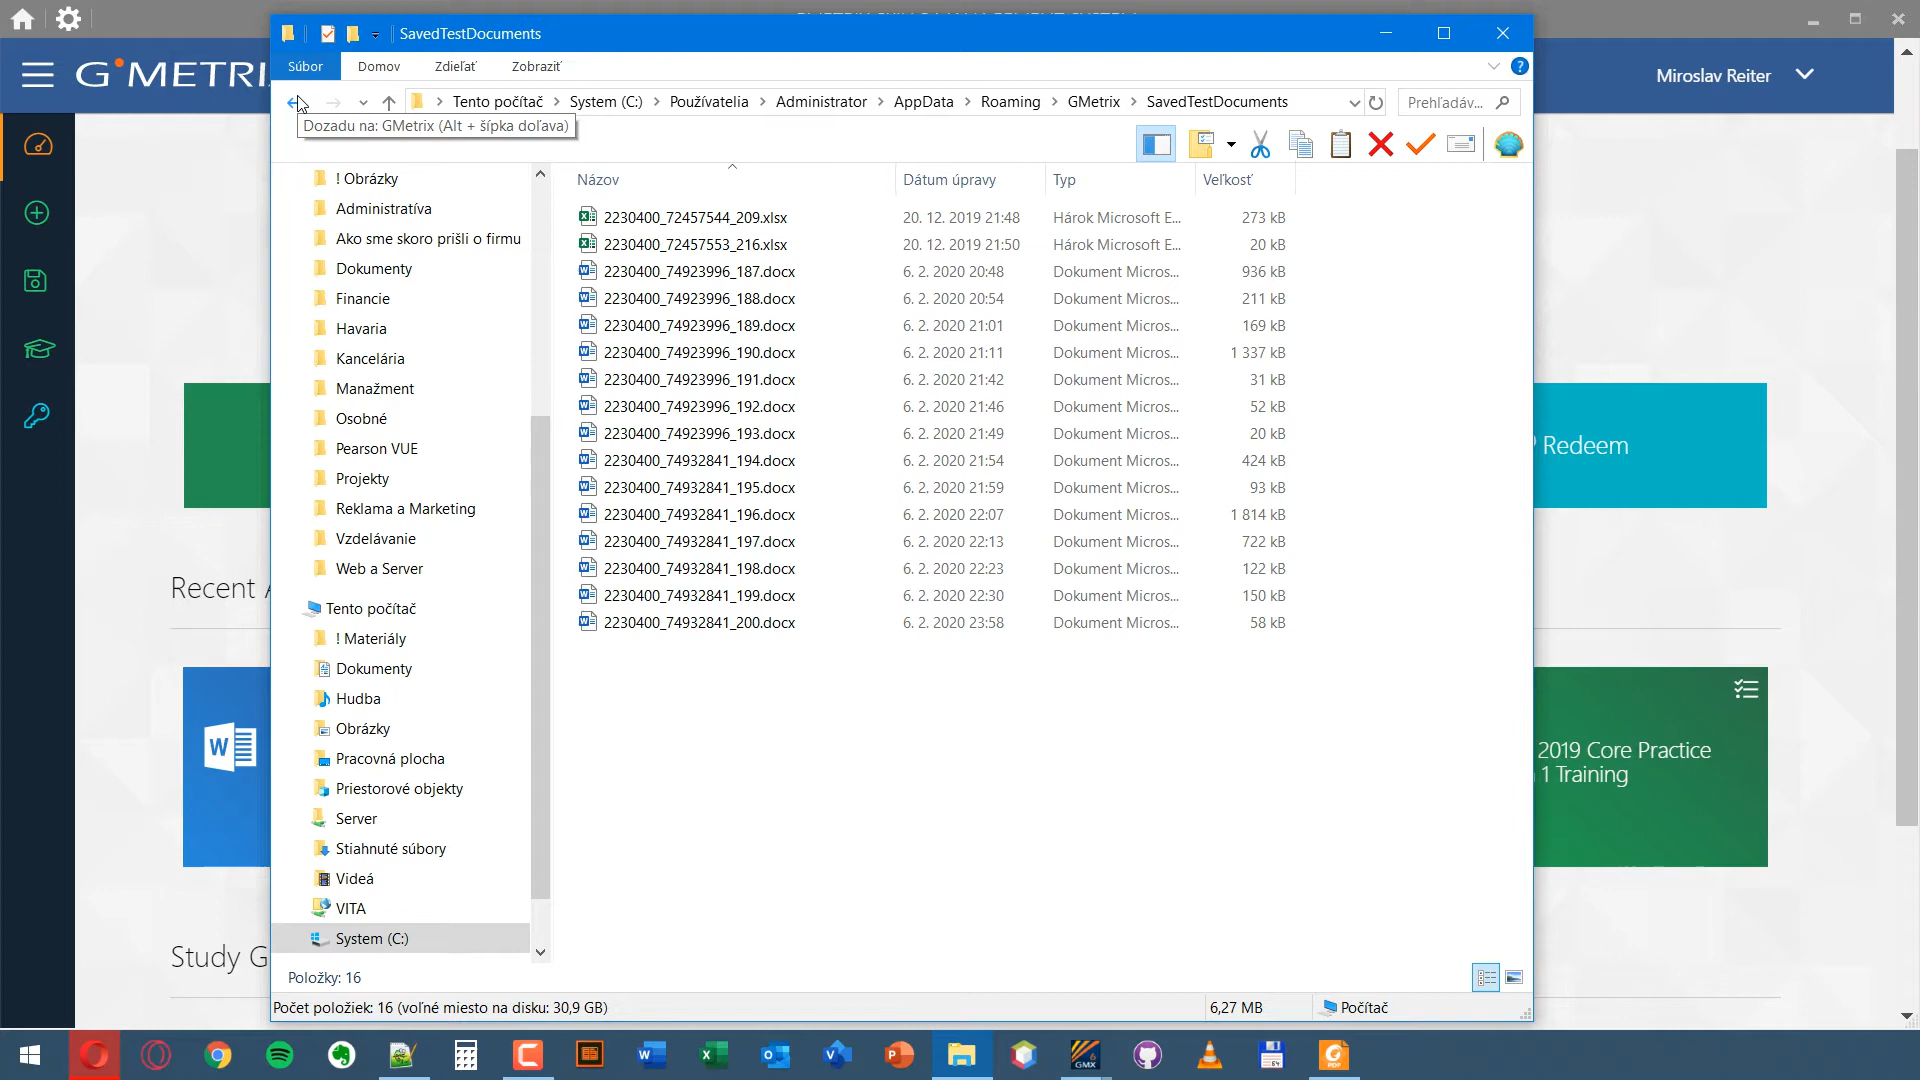 SavedTestDocuments
Súbor
Domov
Zdieľať
Zobraziť
?
G METRIX
Miroslav Reiter
Tento počítač > System (C:) > Používatelia > Administrator > AppData > Roaming > GMetrix > SavedTestDocuments
Prehľadáv...
Dozadu na: GMetrix (Alt + šípka doľava)
Názov
Dátum úpravy
Typ
Veľkosť
! Obrázky
Administratíva
Ako sme skoro prišli o firmu
Dokumenty
Financie
Havaria
Kancelária
Manažment
Osobné
Pearson VUE
Projekty
Reklama a Marketing
Vzdelávanie
Web a Server
Tento počítač
! Materiály
Dokumenty
Hudba
Obrázky
Pracovná plocha
Priestorové objekty
Server
Stiahnuté súbory
Videá
VITA
System (C:)
2230400_72457544_209.xlsx 20. 12. 2019 21:48 Hárok Microsoft E... 273 kB
2230400_72457553_216.xlsx 20. 12. 2019 21:50 Hárok Microsoft E... 20 kB
2230400_74923996_187.docx 6. 2. 2020 20:48 Dokument Micros... 936 kB
2230400_74923996_188.docx 6. 2. 2020 20:54 Dokument Micros... 211 kB
2230400_74923996_189.docx 6. 2. 2020 21:01 Dokument Micros... 169 kB
2230400_74923996_190.docx 6. 2. 2020 21:11 Dokument Micros... 1 337 kB
2230400_74923996_191.docx 6. 2. 2020 21:42 Dokument Micros... 31 kB
2230400_74923996_192.docx 6. 2. 2020 21:46 Dokument Micros... 52 kB
2230400_74923996_193.docx 6. 2. 2020 21:49 Dokument Micros... 20 kB
2230400_74932841_194.docx 6. 2. 2020 21:54 Dokument Micros... 424 kB
2230400_74932841_195.docx 6. 2. 2020 21:59 Dokument Micros... 93 kB
2230400_74932841_196.docx 6. 2. 2020 22:07 Dokument Micros... 1 814 kB
2230400_74932841_197.docx 6. 2. 2020 22:13 Dokument Micros... 722 kB
2230400_74932841_198.docx 6. 2. 2020 22:23 Dokument Micros... 122 kB
2230400_74932841_199.docx 6. 2. 2020 22:30 Dokument Micros... 150 kB
2230400_74932841_200.docx 6. 2. 2020 23:58 Dokument Micros... 58 kB
Redeem
Recent
2019 Core Practice
1 Training
Study G
Položky: 16
Počet položiek: 16 (voľné miesto na disku: 30,9 GB)
6,27 MB
Počítač